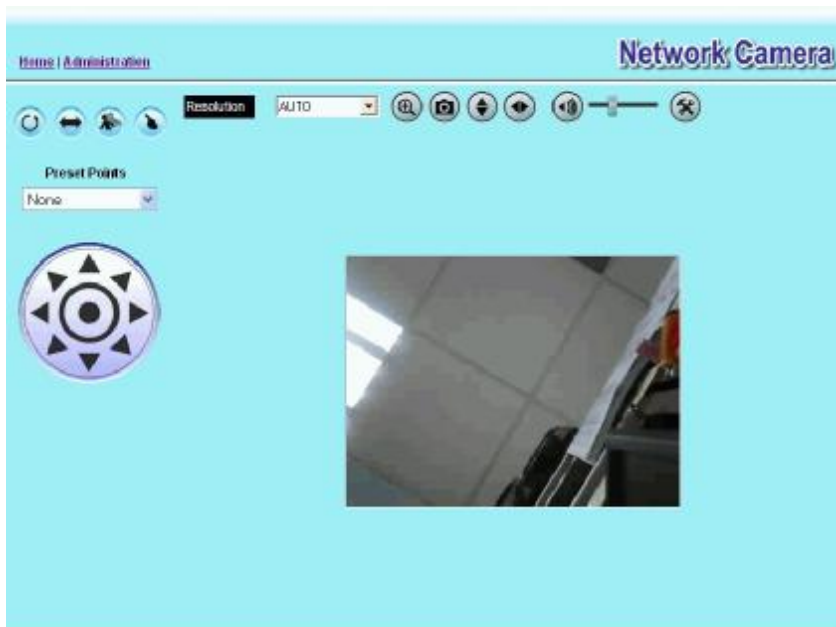 Network Camera
Home | Administration
Resolution
AUTO
Preset Points
None